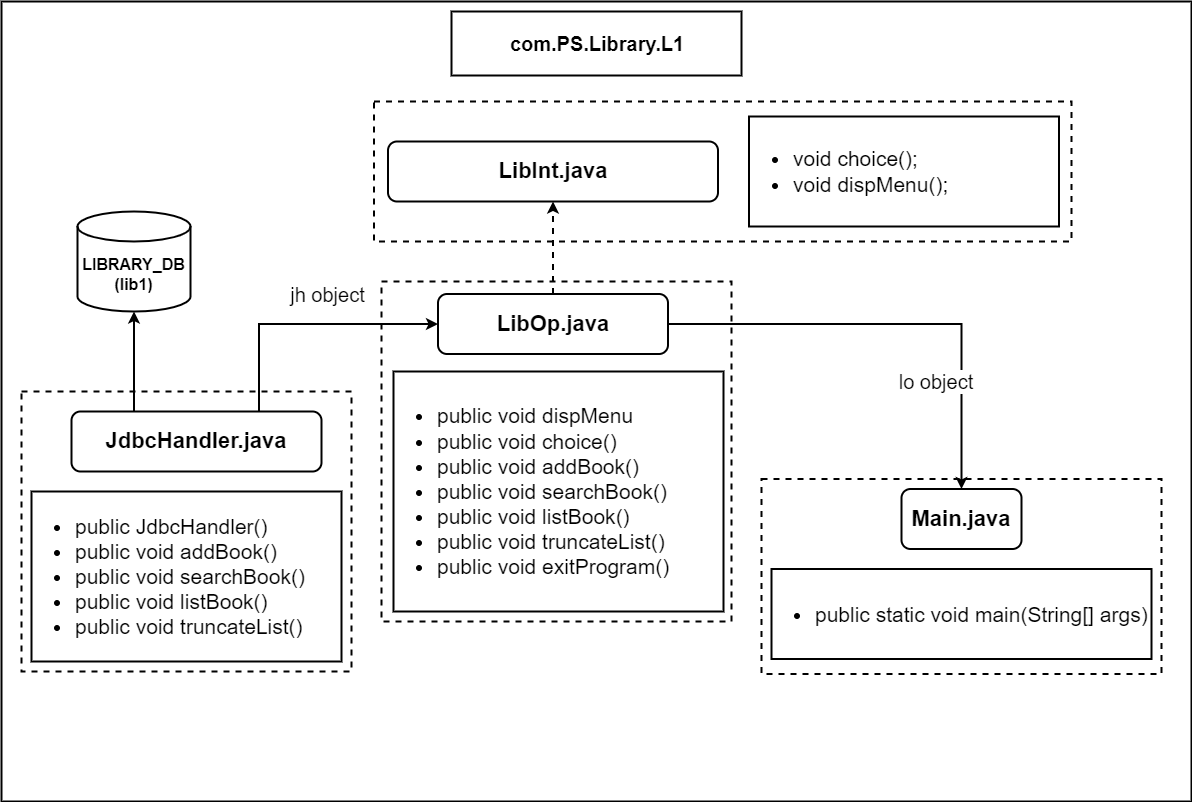 com.PS.Library.L1
LibInt.java
void choice();
void dispMenu();
LIBRARY_DB
(lib1)
jh object
LibOp.java
lo object
JdbcHandler.java
public JdbcHandler()
public void addBook()
public void searchBook()
public void listBook()
public void truncateList()
public void dispMenu
public void choice()
public void addBook()
public void searchBook()
public void listBook()
public void truncateList()
public void exitProgram()
Main.java
public static void main(String[] args)